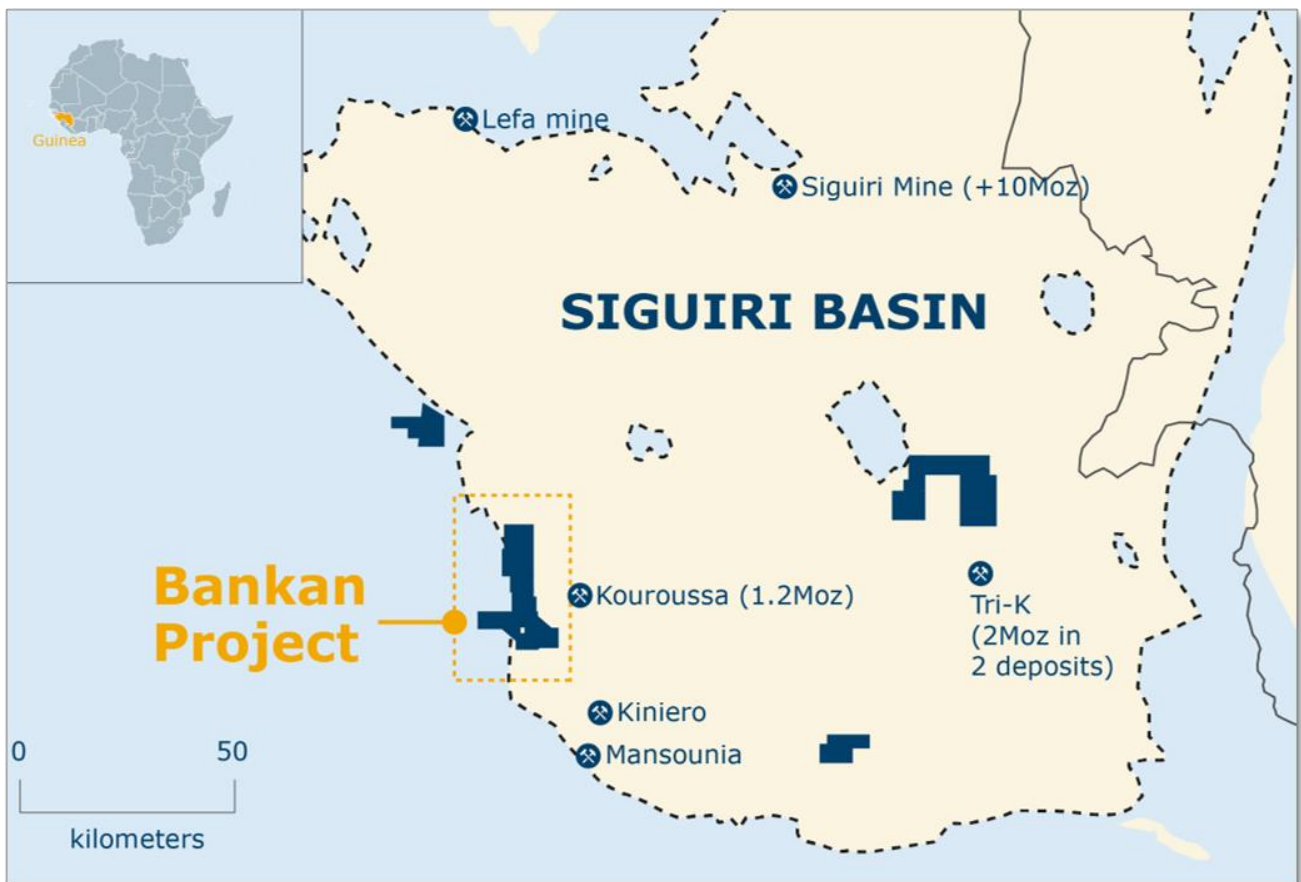 Guinea
Lefa mine
Siguiri Mine (+10Moz)
SIGUIRI BASIN
Bankan
Project
Kouroussa (1.2Moz)
Tri-K
(2Moz in
2 deposits)
Kiniero
Mansounia
0 50
kilometers